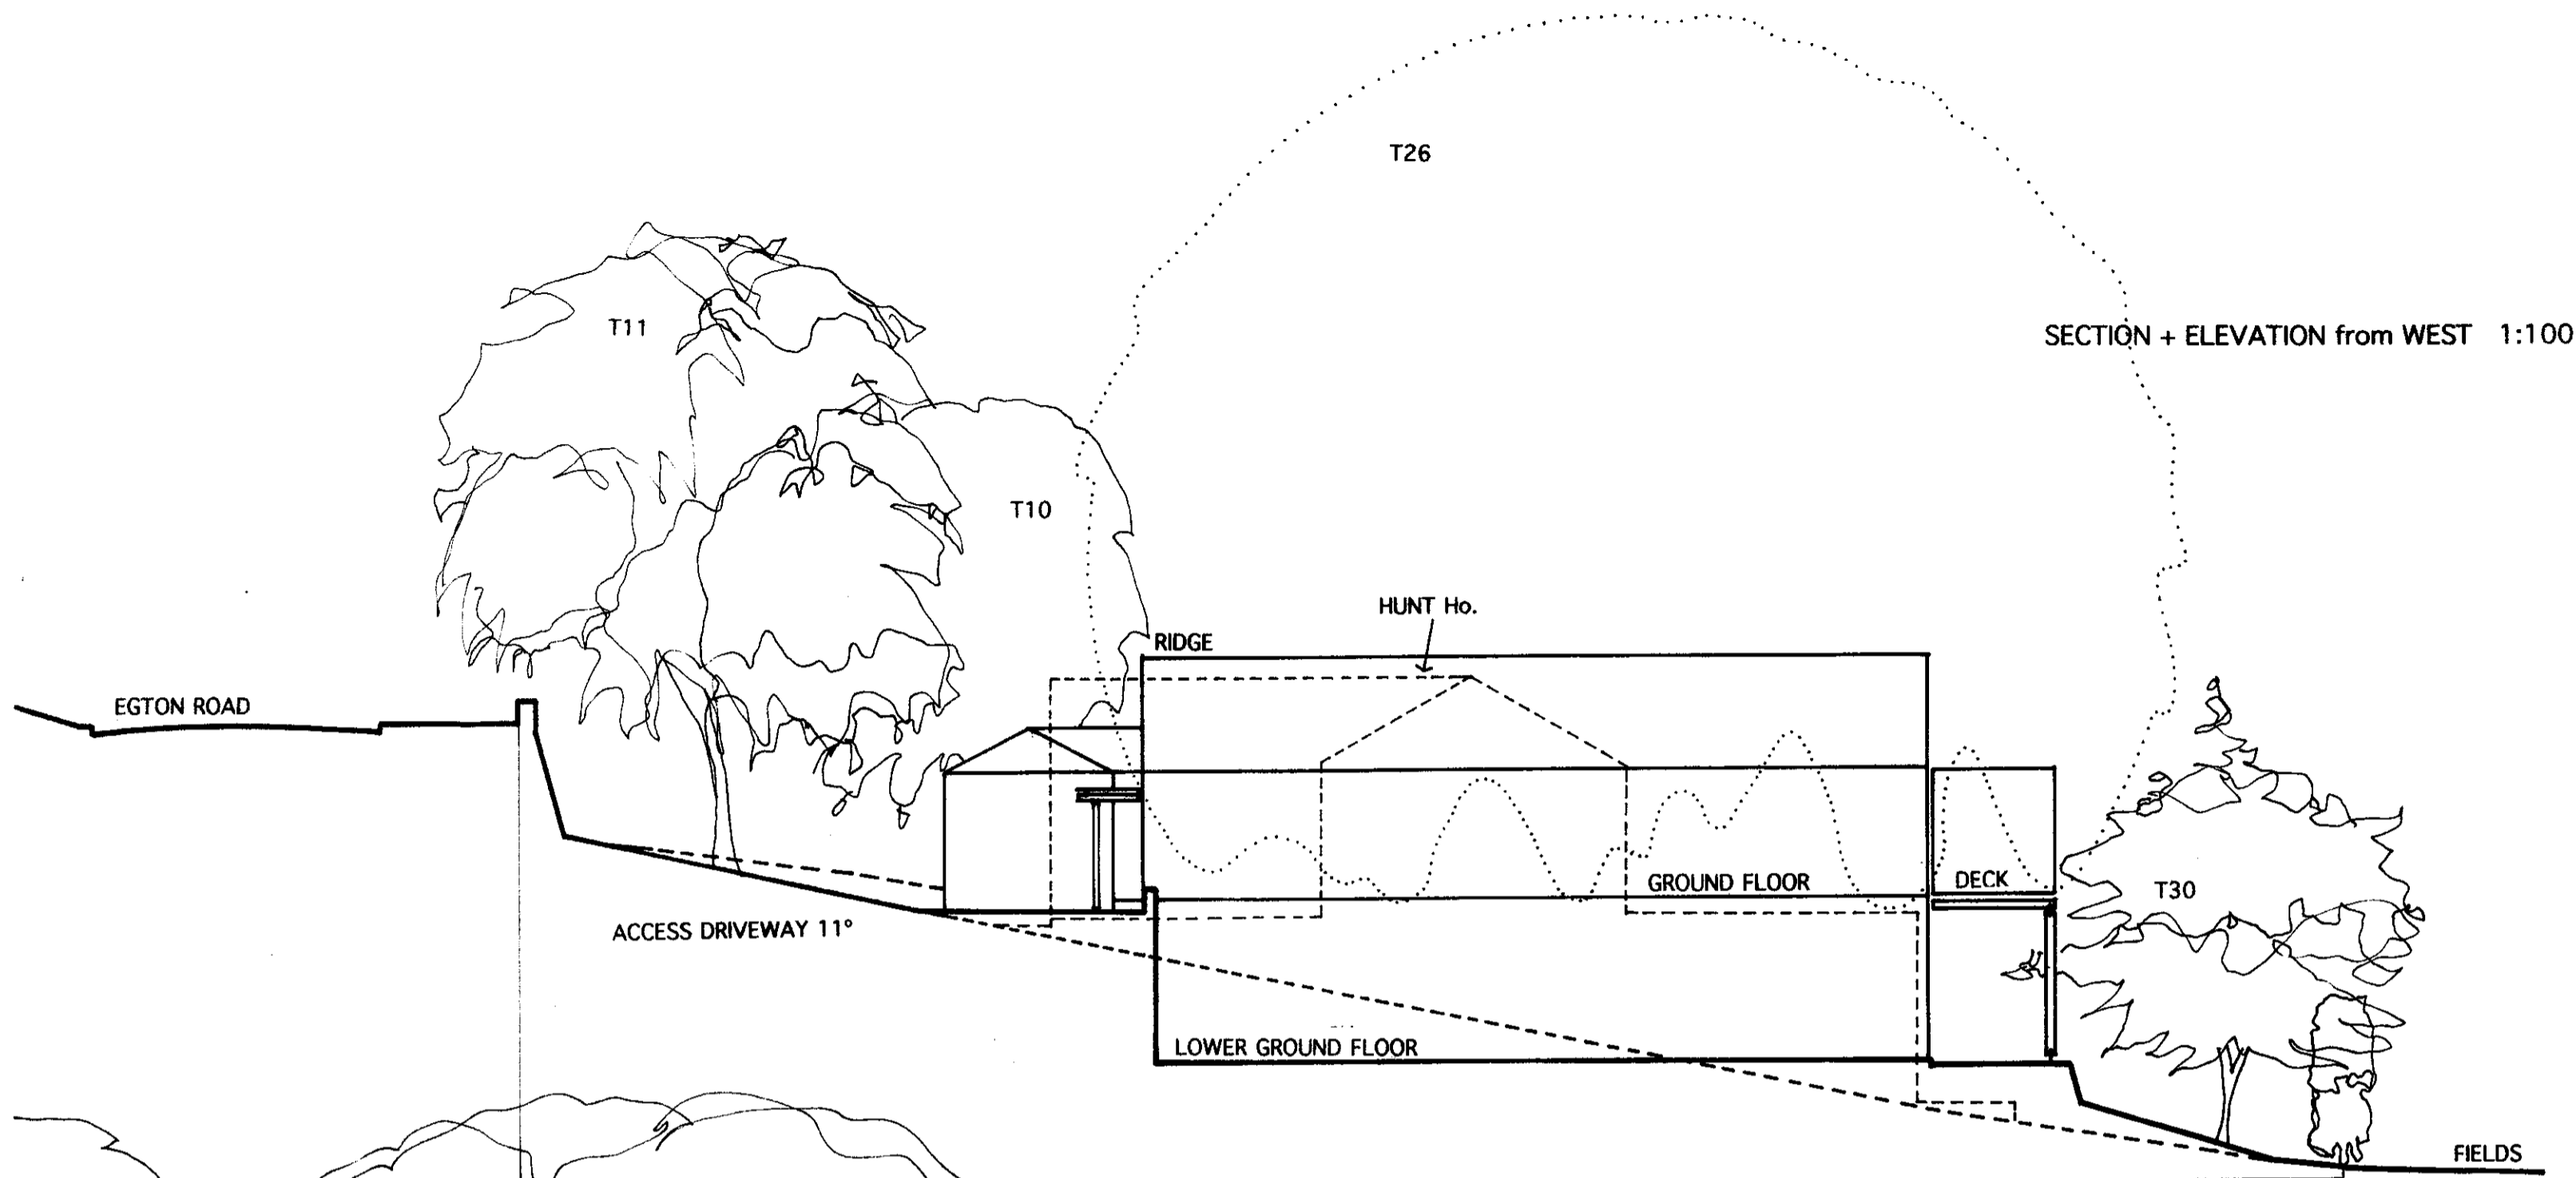 T26
T11
SECTION + ELEVATION from WEST 1:100
T10
HUNT Ho.
RIDGE
EGTON ROAD
GROUND FLOOR
DECK
T30
ACCESS DRIVEWAY 11°
LOWER GROUND FLOOR
FIELDS